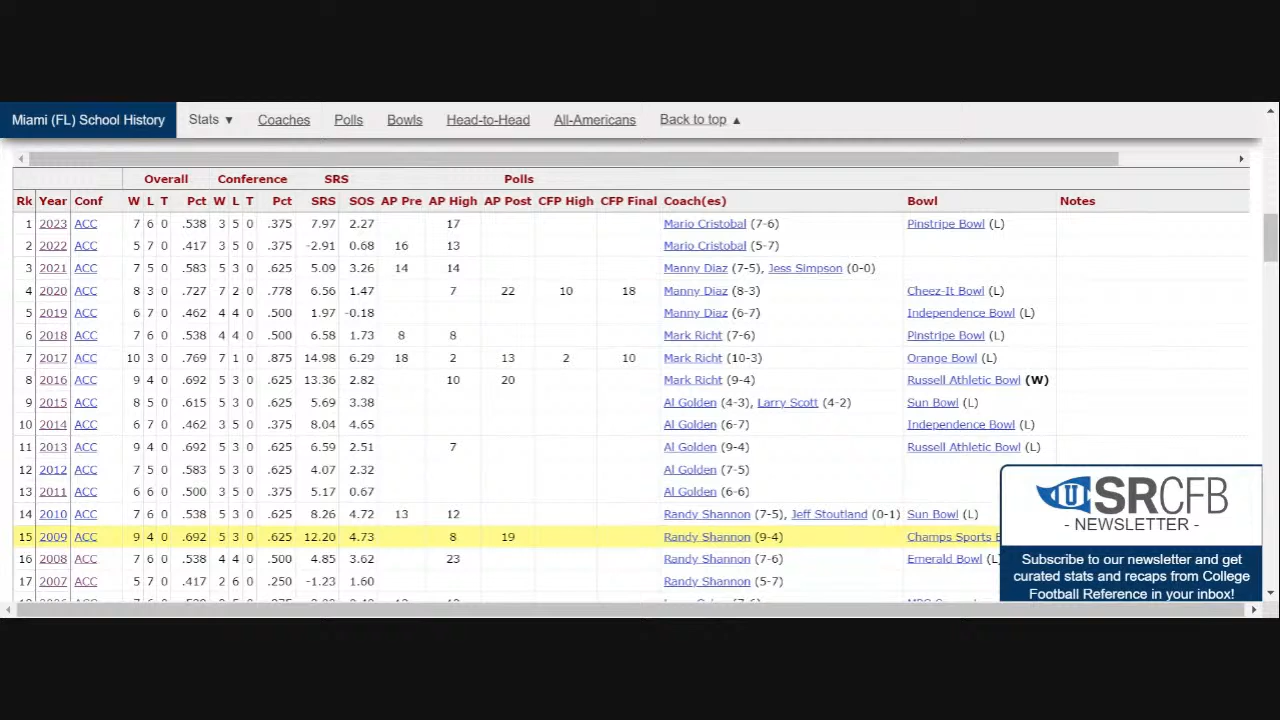 Miami (FL) School History Stats ▼ Coaches Polls Bowls Head-to-Head All-Americans Back to top ▲
Overall Conference SRS Polls
Rk Year Conf W L T Pct W L T Pct SRS SOS AP Pre AP High AP Post CFP High CFP Final Coach(es) Bowl Notes
1 2023 ACC 7 6 0 .538 3 5 0 .375 7.97 2.27 17 Mario Cristobal (7-6) Pinstripe Bowl (L)
2 2022 ACC 5 7 0 .417 3 5 0 .375 -2.91 0.68 16 13 Mario Cristobal (5-7)
3 2021 ACC 7 5 0 .583 5 3 0 .625 5.09 3.26 14 14 Manny Diaz (7-5), Jess Simpson (0-0)
4 2020 ACC 8 3 0 .727 7 2 0 .778 6.56 1.47 7 22 10 18 Manny Diaz (8-3) Cheez-It Bowl (L)
5 2019 ACC 6 7 0 .462 4 4 0 .500 1.97 -0.18 Manny Diaz (6-7) Independence Bowl (L)
6 2018 ACC 7 6 0 .538 4 4 0 .500 6.58 1.73 8 8 Mark Richt (7-6) Pinstripe Bowl (L)
7 2017 ACC 10 3 0 .769 7 1 0 .875 14.98 6.29 18 2 13 2 10 Mark Richt (10-3) Orange Bowl (L)
8 2016 ACC 9 4 0 .692 5 3 0 .625 13.36 2.82 10 20 Mark Richt (9-4) Russell Athletic Bowl (W)
9 2015 ACC 8 5 0 .615 5 3 0 .625 5.69 3.38 Al Golden (4-3), Larry Scott (4-2) Sun Bowl (L)
10 2014 ACC 6 7 0 .462 3 5 0 .375 8.04 4.65 Al Golden (6-7) Independence Bowl (L)
11 2013 ACC 9 4 0 .692 5 3 0 .625 6.59 2.51 7 Al Golden (9-4) Russell Athletic Bowl (L)
12 2012 ACC 7 5 0 .583 5 3 0 .625 4.07 2.32 Al Golden (7-5)
13 2011 ACC 6 6 0 .500 3 5 0 .375 5.17 0.67 Al Golden (6-6)
14 2010 ACC 7 6 0 .538 5 3 0 .625 8.26 4.72 13 12 Randy Shannon (7-5), Jeff Stoutland (0-1) Sun Bowl (L)
15 2009 ACC 9 4 0 .692 5 3 0 .625 12.20 4.73 8 19 Randy Shannon (9-4) Champs Sports B
16 2008 ACC 7 6 0 .538 4 4 0 .500 4.85 3.62 23 Randy Shannon (7-6) Emerald Bowl (L)
17 2007 ACC 5 7 0 .417 2 6 0 .250 -1.23 1.60 Randy Shannon (5-7)
SRCFB
- NEWSLETTER -
Subscribe to our newsletter and get
curated stats and recaps from College
Football Reference in your inbox!